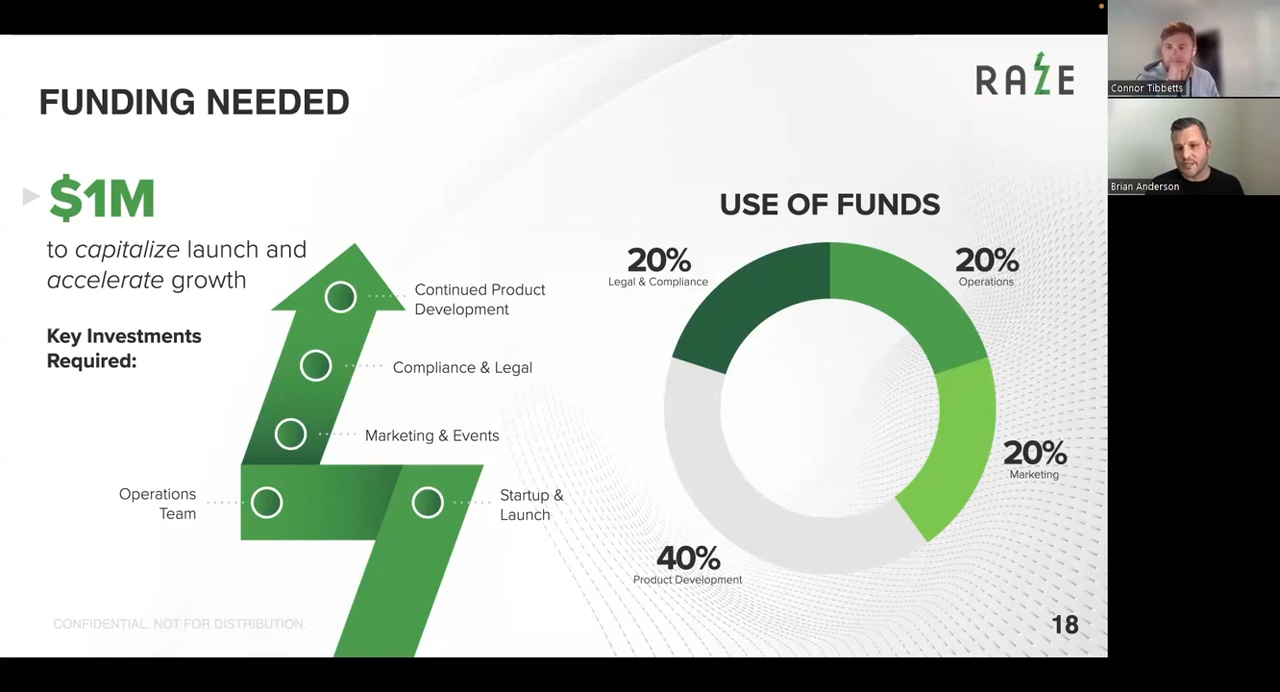 FUNDING NEEDED
RAZE
$1M
to capitalize launch and
accelerate growth
Key Investments
Required:
Continued Product
Development
Compliance & Legal
Marketing & Events
Operations
Team
Startup &
Launch
USE OF FUNDS
20%
Legal & Compliance
20%
Operations
20%
Marketing
40%
Product Development
CONFIDENTIAL. NOT FOR DISTRIBUTION.
18
Connor Tibbetts
Brian Anderson